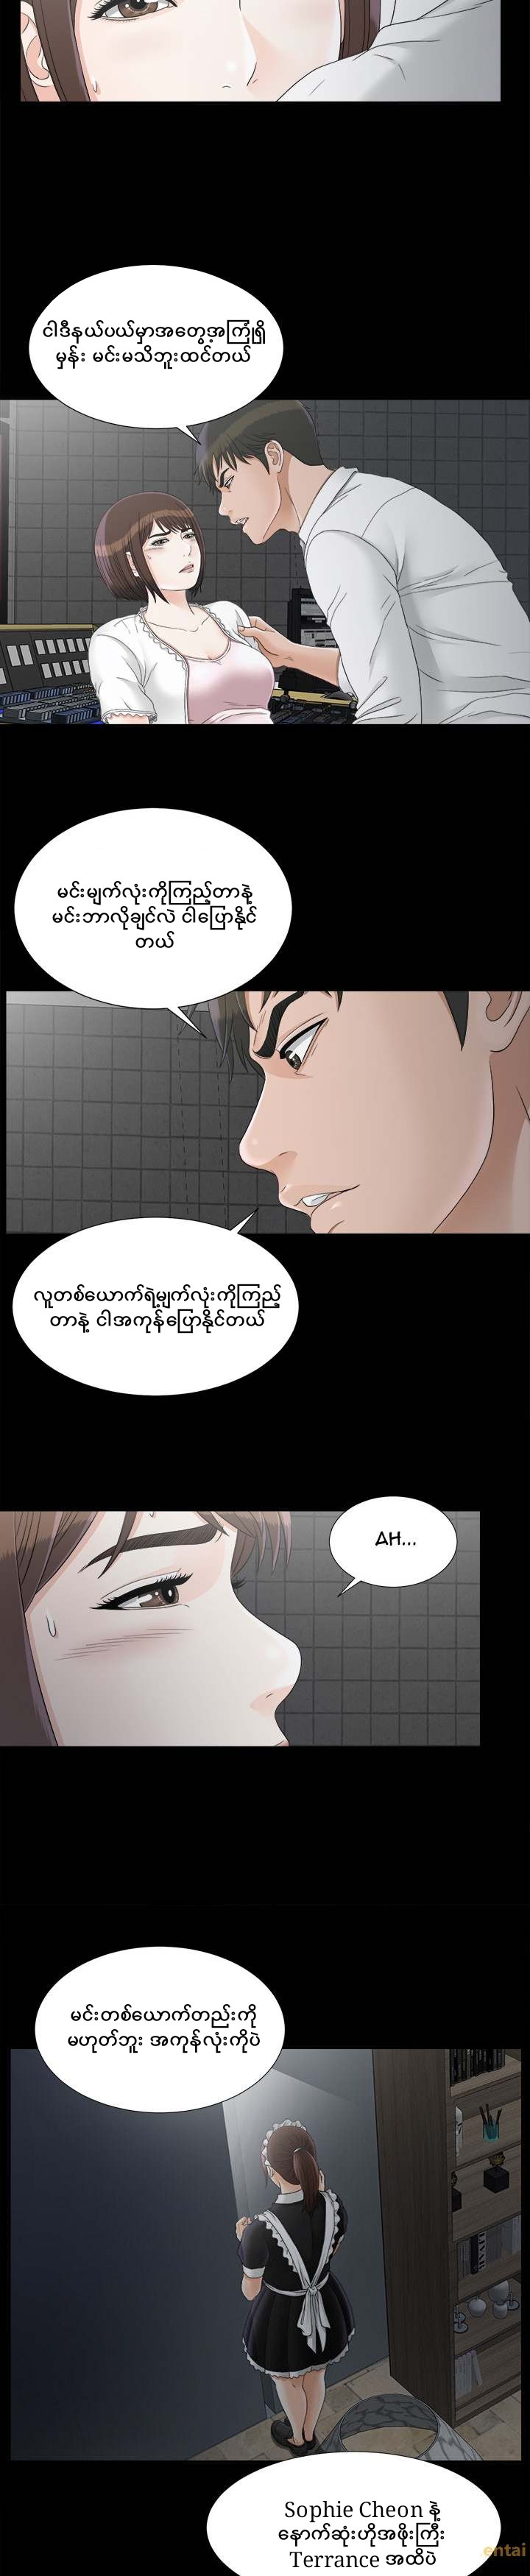 ငါဒီနယ်ပယ်မှာအတွေ့အကြုံရှိ
မှန်း မင်းမသိဘူးထင်တယ်
မင်းမျက်လုံးကိုကြည့်တာနဲ့
မင်းဘာလိုချင်လဲ ငါပြောနိုင်
တယ်
လူတစ်ယောက်ရဲ့မျက်လုံးကိုကြည့်
တာနဲ့ ငါအကုန်ပြောနိုင်တယ်
AH...
မင်းတစ်ယောက်တည်းကို
မဟုတ်ဘူး အကုန်လုံးကိုပဲ
Sophie Cheon နဲ့
နောက်ဆုံးဟိုအဖိုးကြီး
Terrance အထိပဲ
entai